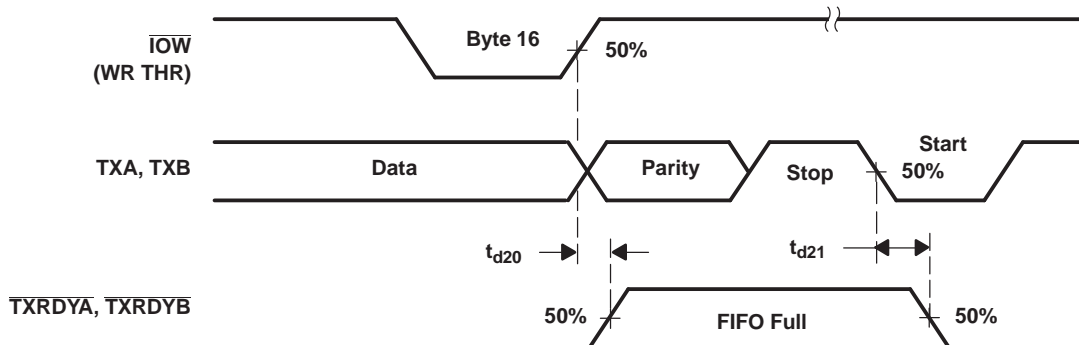 IOW
(WR THR)
Byte 16
50%
TXA, TXB
Data
Parity
Stop
Start
50%
td20
td21
TXRDYA, TXRDYB
50%
FIFO Full
50%